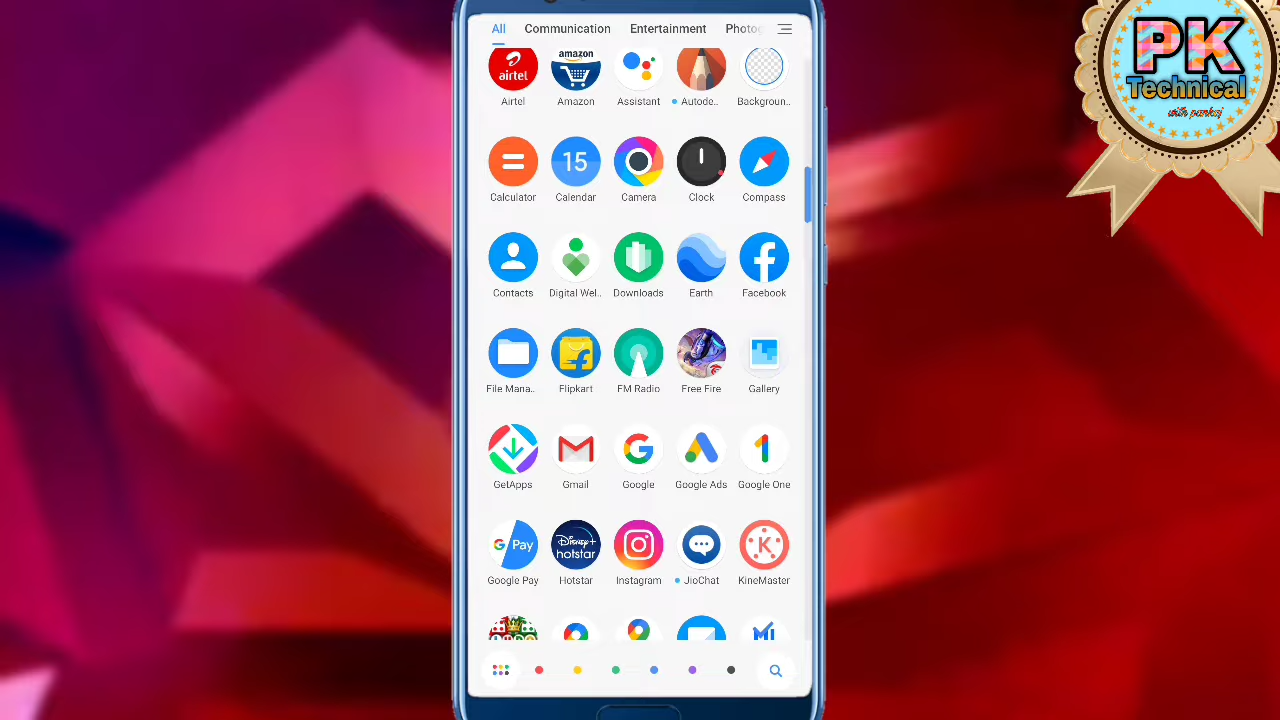 All Communication Entertainment Photo
airtel amazon
Airtel Amazon Assistant Autode.. Backgroun..
15
Calculator Calendar Camera Clock Compass
Contacts Digital Wel.. Downloads Earth Facebook
File Mana.. Flipkart FM Radio Free Fire Gallery
GetApps Gmail Google Google Ads Google One
G Pay Disney+ hotstar K
Google Pay Hotstar Instagram JioChat KineMaster
PK
Technical
with pankaj